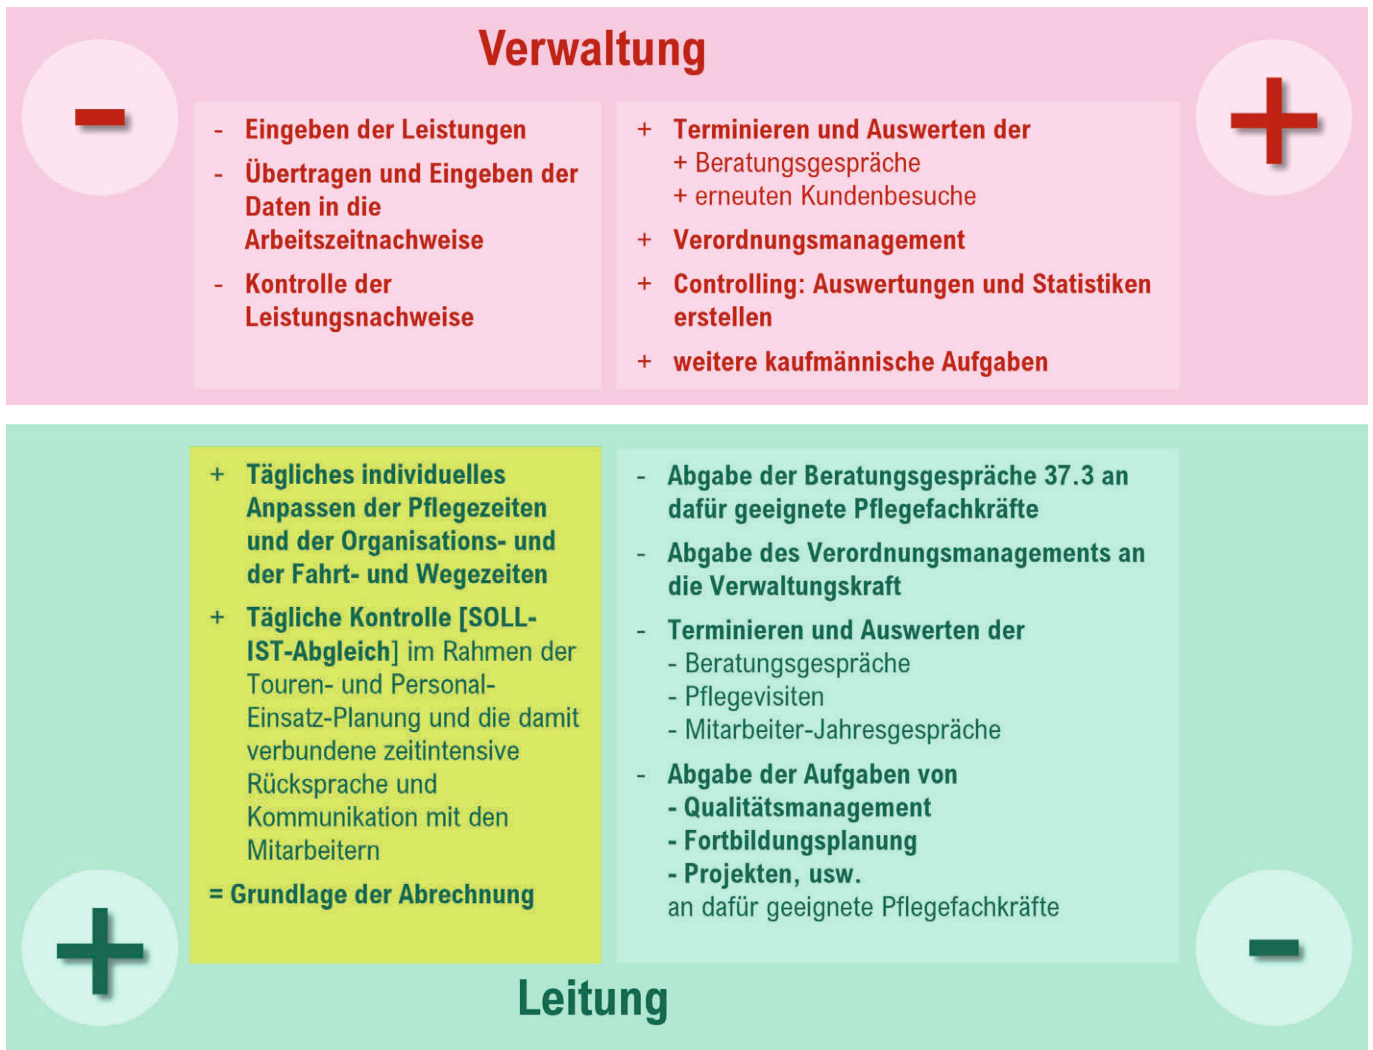 Verwaltung
- Eingeben der Leistungen
- Übertragen und Eingeben der
Daten in die
Arbeitszeitnachweise
- Kontrolle der
Leistungsnachweise
+ Terminieren und Auswerten der
+ Beratungsgespräche
+ erneuten Kundenbesuche
+ Verordnungsmanagement
+ Controlling: Auswertungen und Statistiken
erstellen
+ weitere kaufmännische Aufgaben
+ Tägliches individuelles
Anpassen der Pflegezeiten
und der Organisations- und
der Fahrt- und Wegezeiten
+ Tägliche Kontrolle [SOLL-
IST-Abgleich] im Rahmen der
Touren- und Personal-
Einsatz-Planung und die damit
verbundene zeitintensive
Rücksprache und
Kommunikation mit den
Mitarbeitern
= Grundlage der Abrechnung
- Abgabe der Beratungsgespräche 37.3 an
dafür geeignete Pflegefachkräfte
- Abgabe des Verordnungsmanagements an
die Verwaltungskraft
- Terminieren und Auswerten der
- Beratungsgespräche
- Pflegevisiten
- Mitarbeiter-Jahresgespräche
- Abgabe der Aufgaben von
- Qualitätsmanagement
- Fortbildungsplanung
- Projekten, usw.
an dafür geeignete Pflegefachkräfte
Leitung